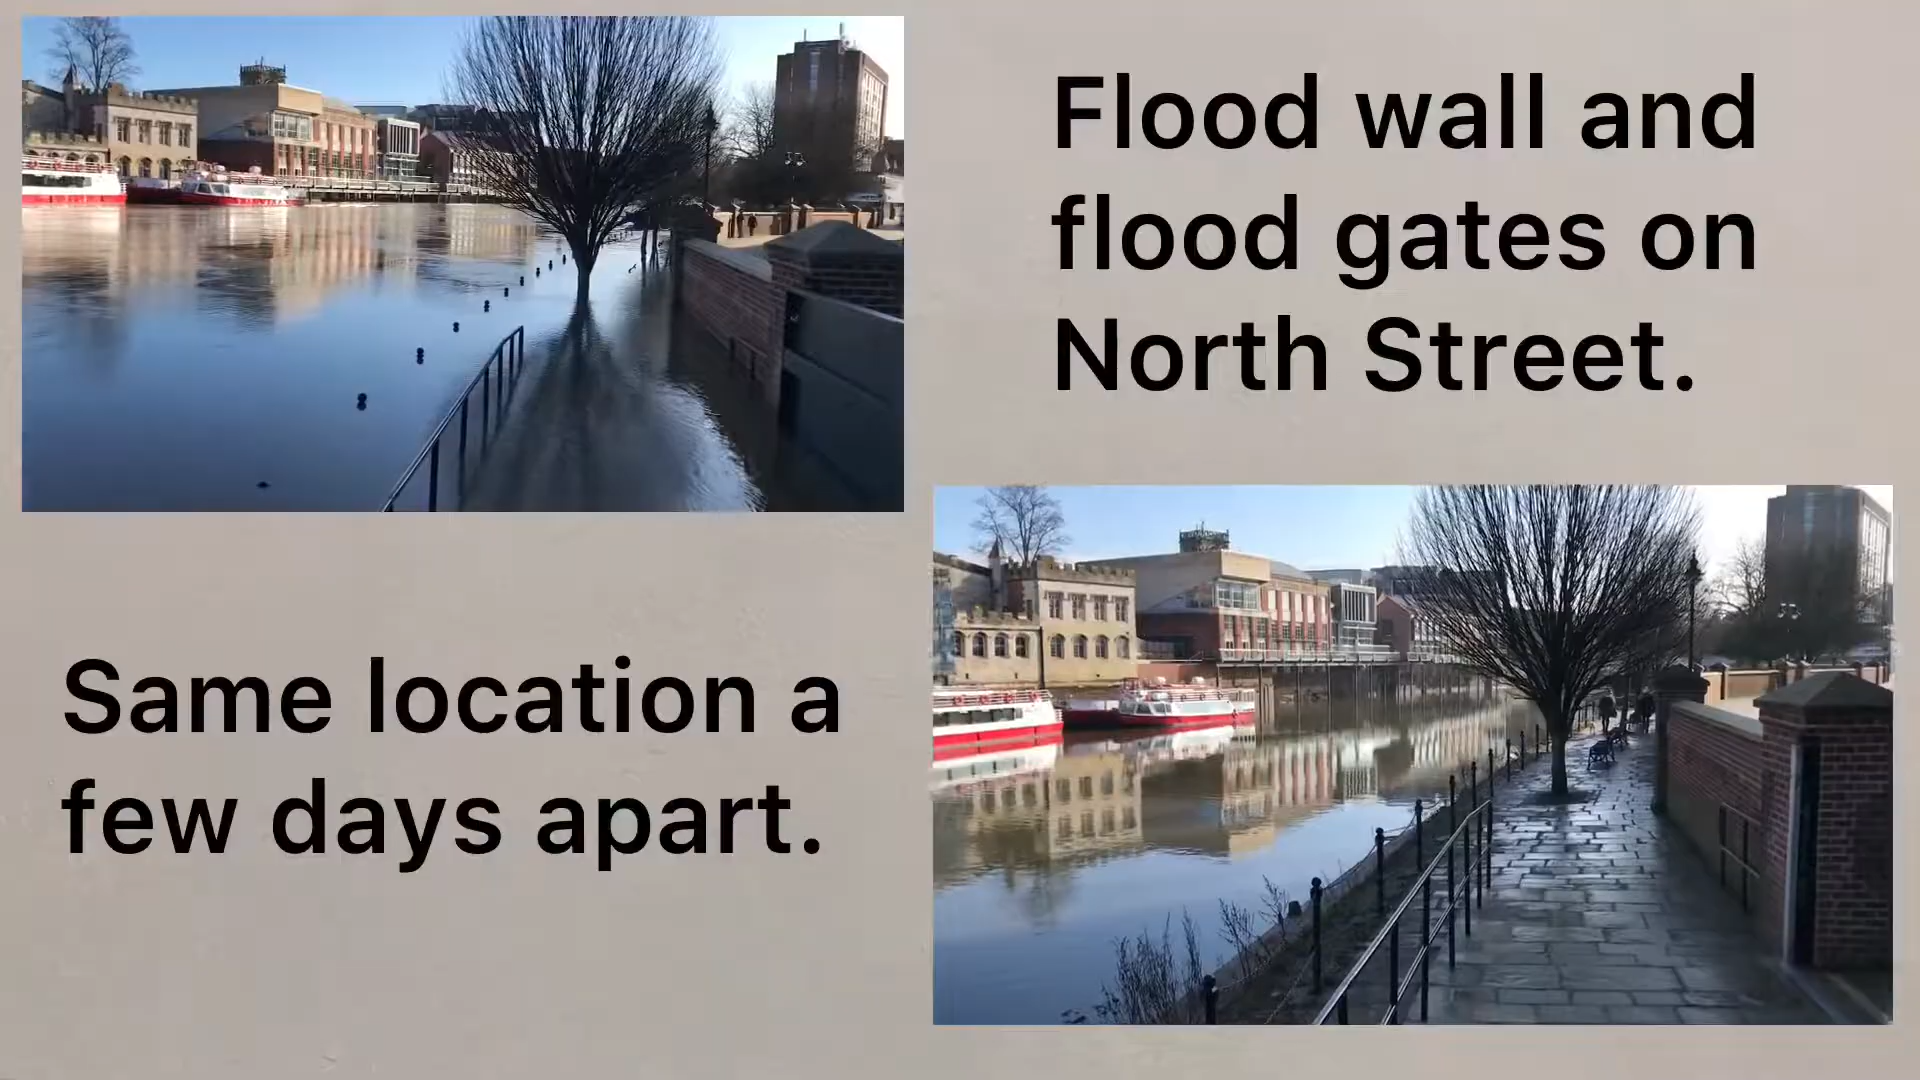 Flood wall and
flood gates on
North Street.
Same location a
few days apart.